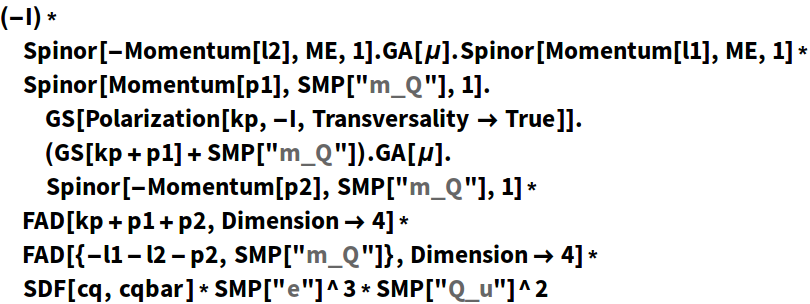 (−I) *
Spinor[−Momentum[l2], ME, 1].GA[μ].Spinor[Momentum[l1], ME, 1] *
Spinor[Momentum[p1], SMP["m_Q"], 1].
GS[Polarization[kp, −I, Transversality → True]].
(GS[kp + p1] + SMP["m_Q"]).GA[μ].
Spinor[−Momentum[p2], SMP["m_Q"], 1] *
FAD[kp + p1 + p2, Dimension → 4] *
FAD[{−l1 − l2 − p2, SMP["m_Q"]}, Dimension → 4] *
SDF[cq, cqbar] * SMP["e"] ^ 3 * SMP["Q_u"] ^ 2